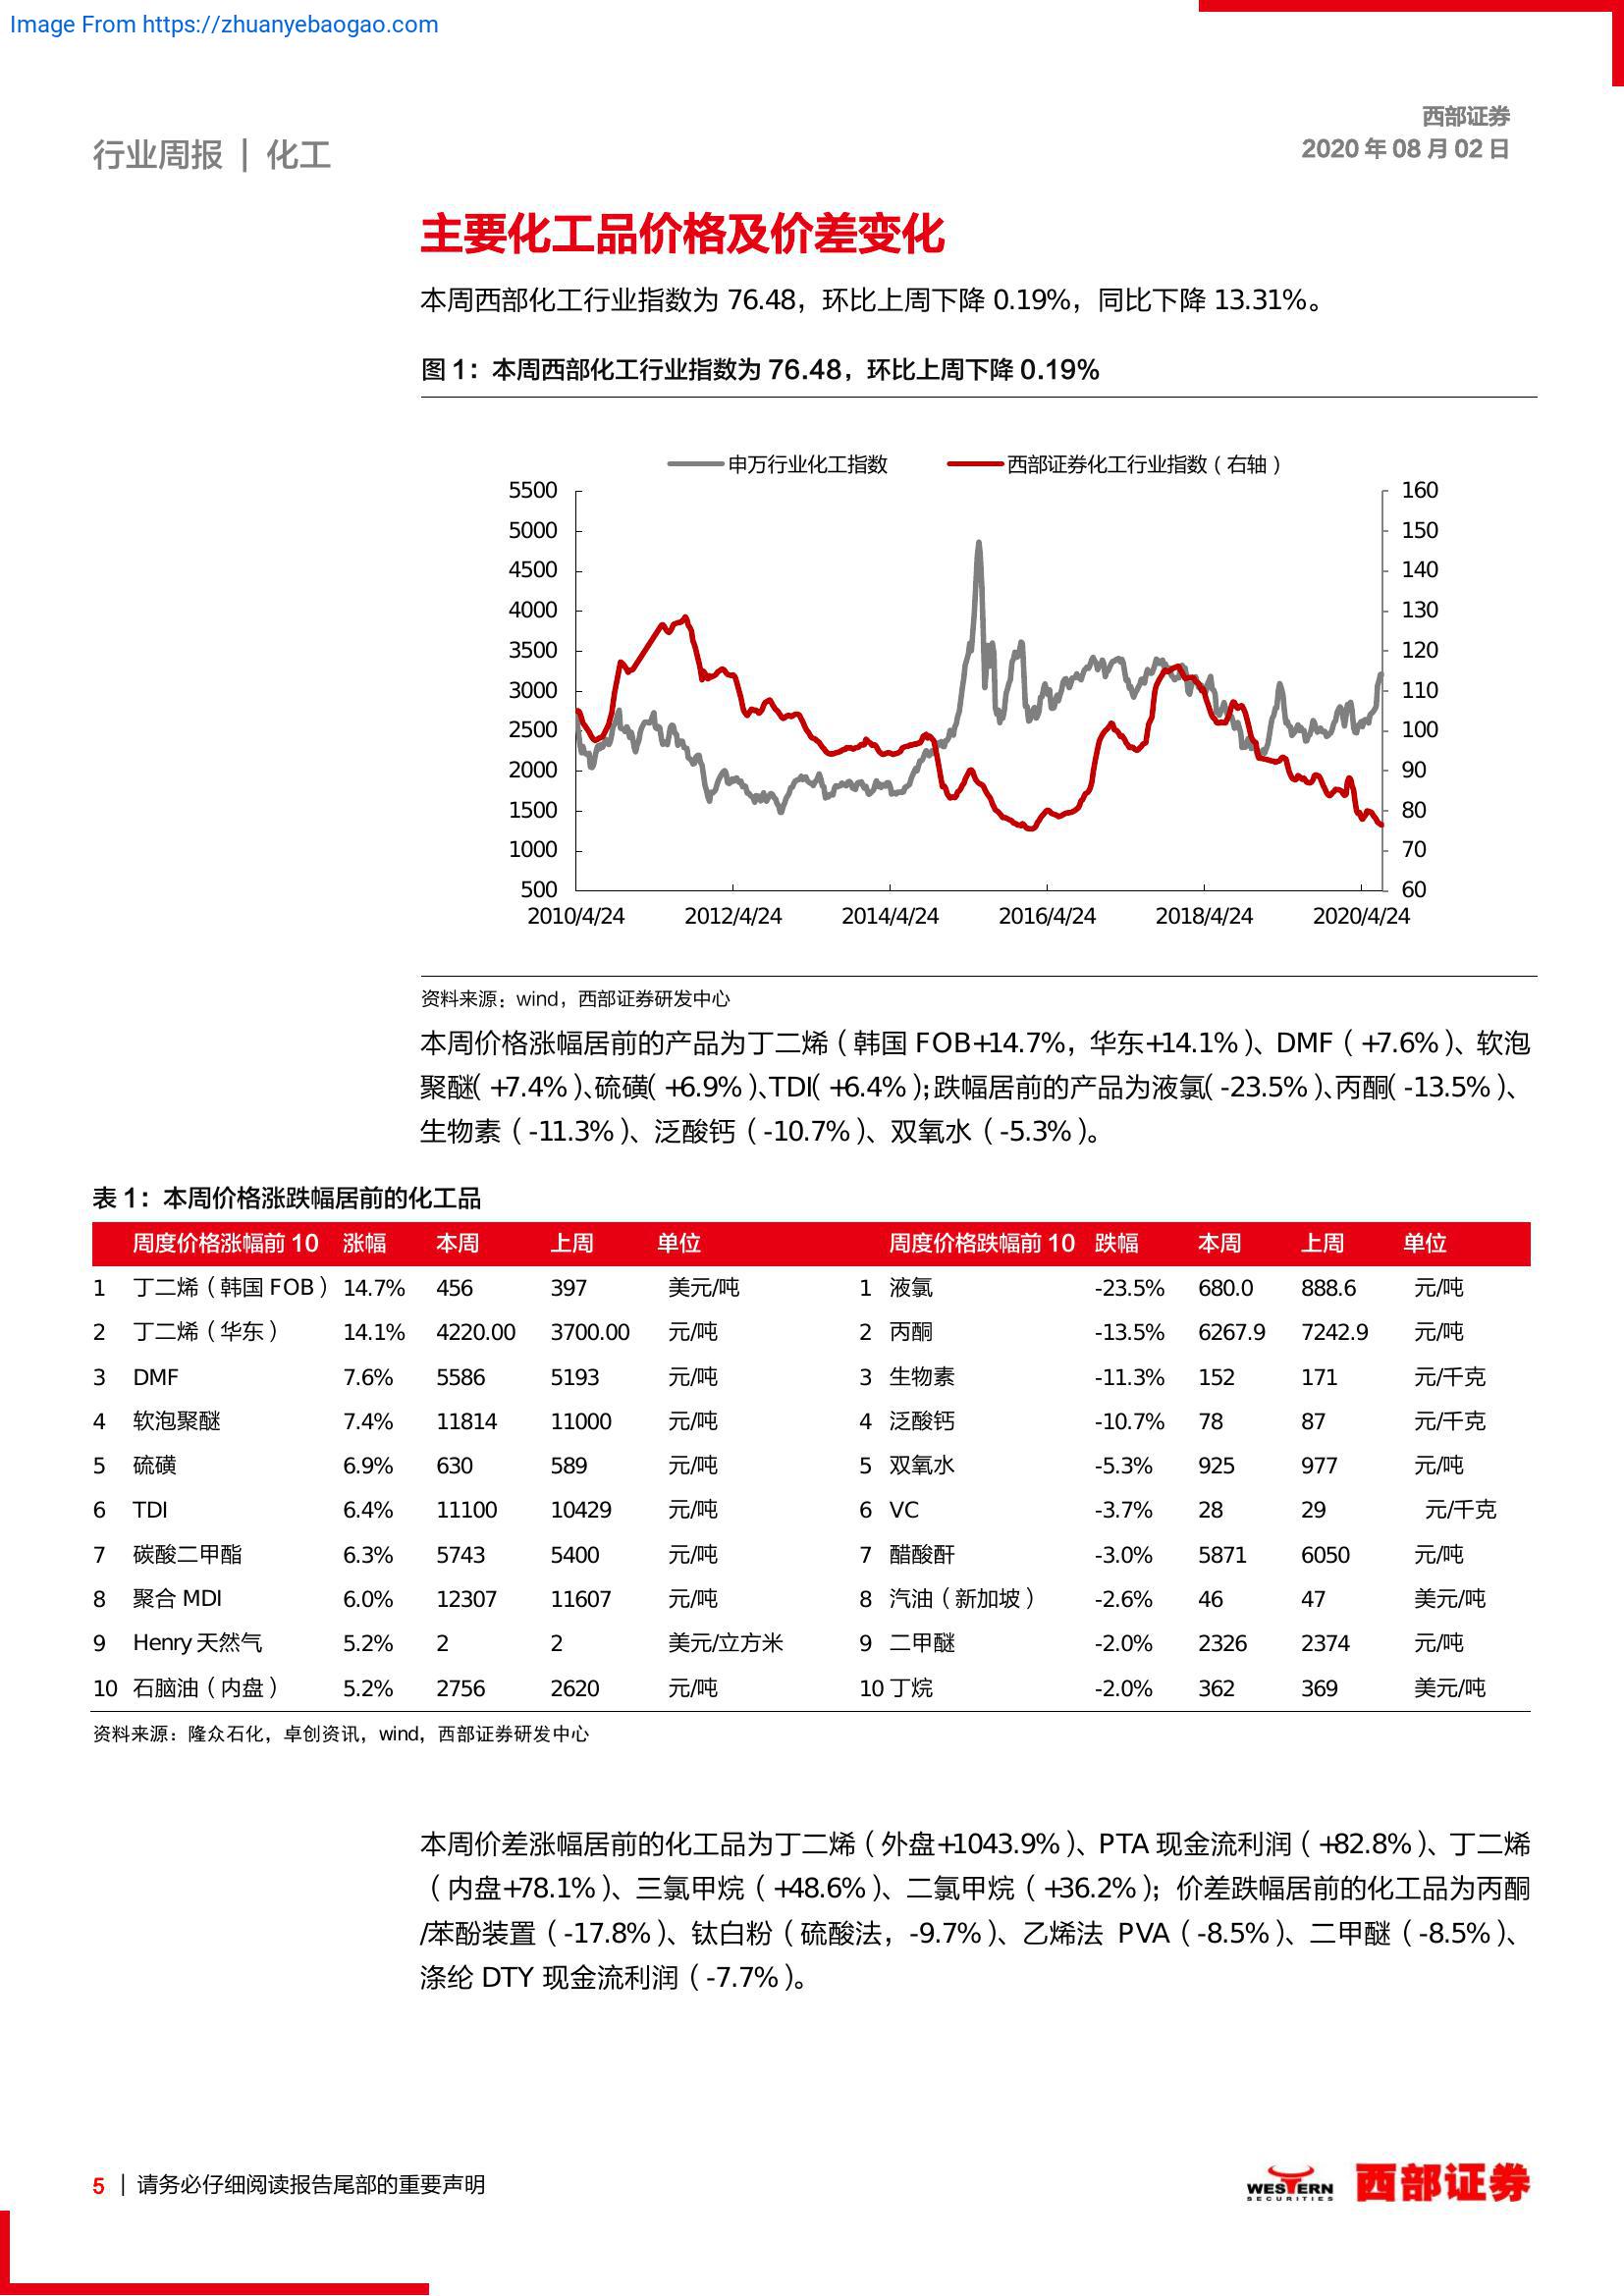 Image From https://zhuanyebaogao.com
行业周报 | 化工
西部证券
2020 年 08 月 02 日
主要化工品价格及价差变化
本周西部化工行业指数为 76.48，环比上周下降 0.19%，同比下降 13.31%。
图 1：本周西部化工行业指数为 76.48，环比上周下降 0.19%
申万行业化工指数 西部证券化工行业指数（右轴）
5500 160
5000 150
4500 140
4000 130
3500 120
3000 110
2500 100
2000 90
1500 80
1000 70
500 60
2010/4/24 2012/4/24 2014/4/24 2016/4/24 2018/4/24 2020/4/24
资料来源：wind，西部证券研发中心
本周价格涨幅居前的产品为丁二烯（韩国 FOB+14.7%，华东+14.1%）、DMF（+7.6%）、软泡
聚醚（+7.4%）、硫磺（+6.9%）、TDI（+6.4%）；跌幅居前的产品为液氯（-23.5%）、丙酮（-13.5%）、
生物素（-11.3%）、泛酸钙（-10.7%）、双氧水（-5.3%）。
表 1：本周价格涨跌幅居前的化工品
周度价格涨幅前 10 涨幅 本周 上周 单位 周度价格跌幅前 10 跌幅 本周 上周 单位
1 丁二烯（韩国 FOB） 14.7% 456 397 美元/吨 1 液氯 -23.5% 680.0 888.6 元/吨
2 丁二烯（华东） 14.1% 4220.00 3700.00 元/吨 2 丙酮 -13.5% 6267.9 7242.9 元/吨
3 DMF 7.6% 5586 5193 元/吨 3 生物素 -11.3% 152 171 元/千克
4 软泡聚醚 7.4% 11814 11000 元/吨 4 泛酸钙 -10.7% 78 87 元/千克
5 硫磺 6.9% 630 589 元/吨 5 双氧水 -5.3% 925 977 元/吨
6 TDI 6.4% 11100 10429 元/吨 6 VC -3.7% 28 29 元/千克
7 碳酸二甲酯 6.3% 5743 5400 元/吨 7 醋酸酐 -3.0% 5871 6050 元/吨
8 聚合 MDI 6.0% 12307 11607 元/吨 8 汽油（新加坡） -2.6% 46 47 美元/吨
9 Henry 天然气 5.2% 2 2 美元/立方米 9 二甲醚 -2.0% 2326 2374 元/吨
10 石脑油（内盘） 5.2% 2756 2620 元/吨 10 丁烷 -2.0% 362 369 美元/吨
资料来源：隆众石化，卓创资讯，wind，西部证券研发中心
本周价差涨幅居前的化工品为丁二烯（外盘+1043.9%）、PTA 现金流利润（+82.8%）、丁二烯
（内盘+78.1%）、三氯甲烷（+48.6%）、二氯甲烷（+36.2%）；价差跌幅居前的化工品为丙酮
/苯酚装置（-17.8%）、钛白粉（硫酸法，-9.7%）、乙烯法 PVA（-8.5%）、二甲醚（-8.5%）、
涤纶 DTY 现金流利润（-7.7%）。
5 | 请务必仔细阅读报告尾部的重要声明
WESTERN
SECURITIES
西部证券